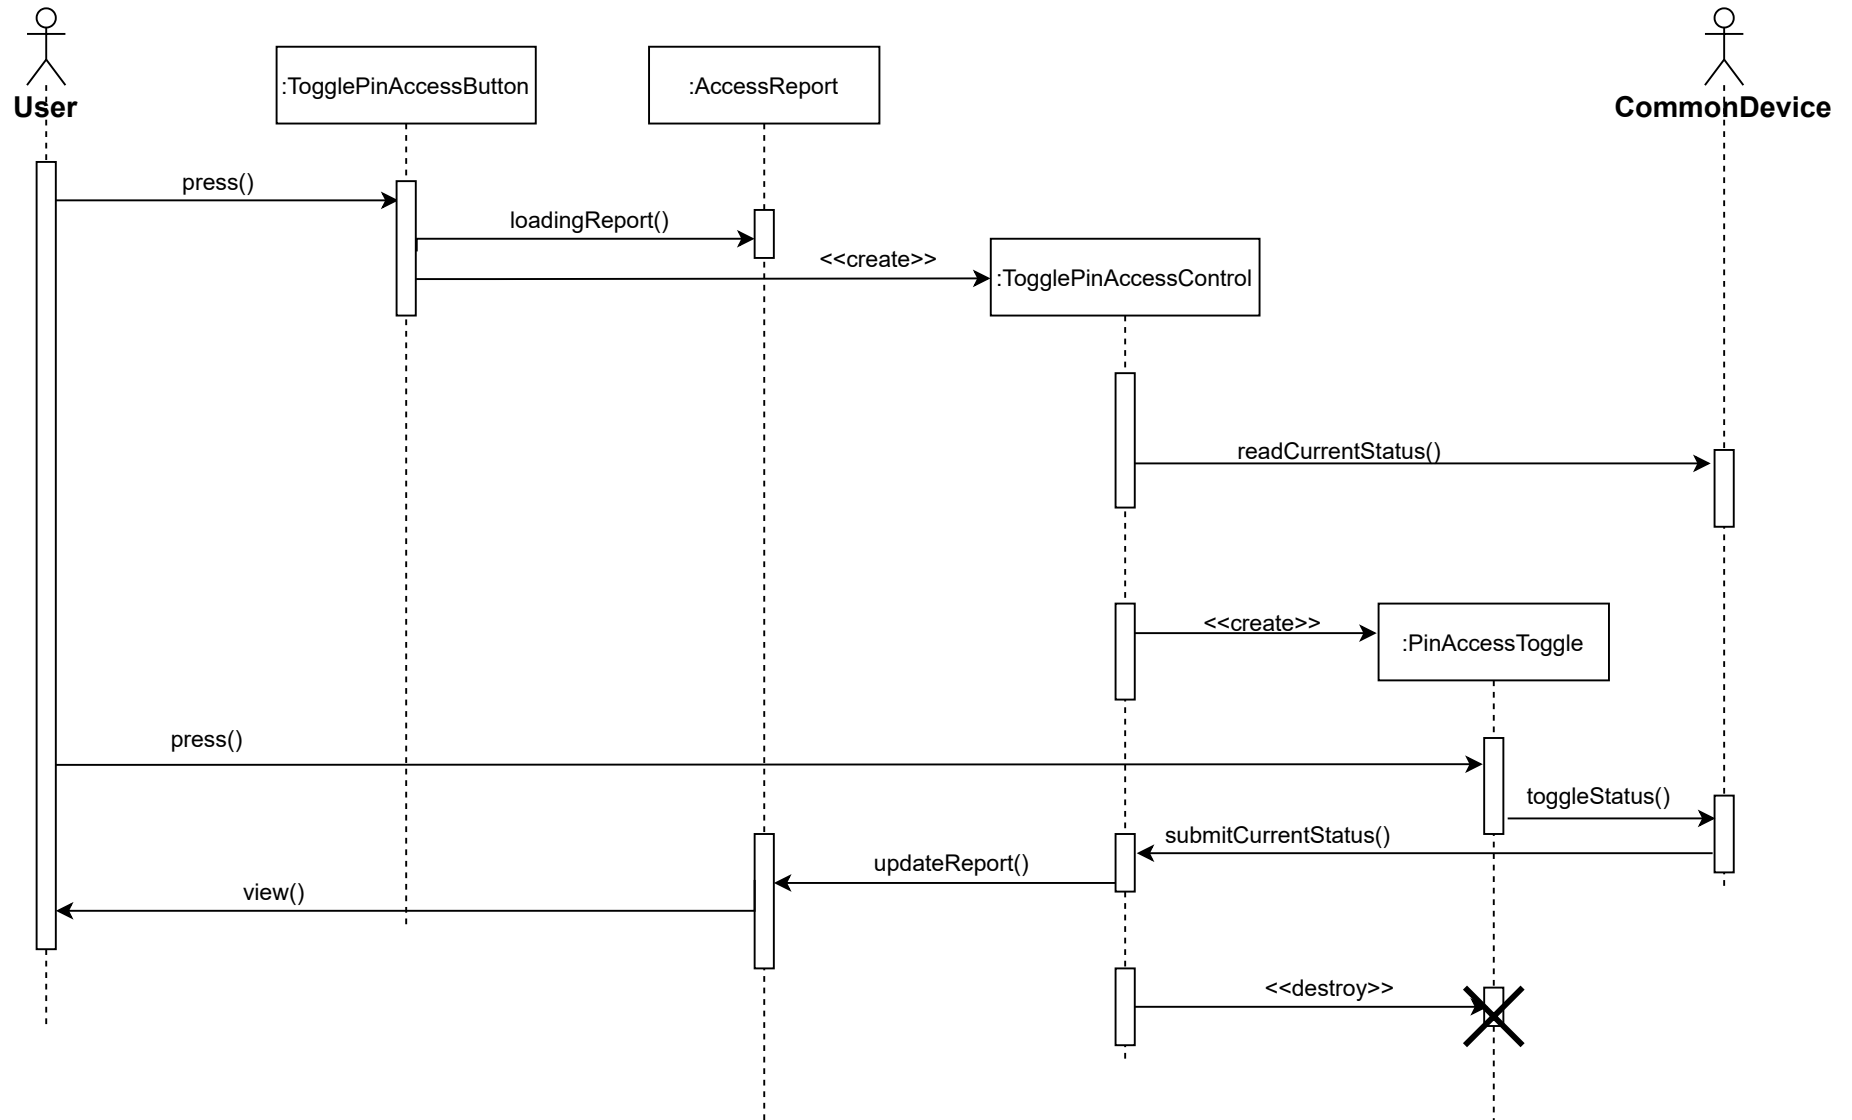 User
:TogglePinAccessButton
:AccessReport
CommonDevice
press()
loadingReport()
<<create>>
:TogglePinAccessControl
readCurrentStatus()
<<create>>
:PinAccessToggle
press()
toggleStatus()
submitCurrentStatus()
updateReport()
view()
<<destroy>>